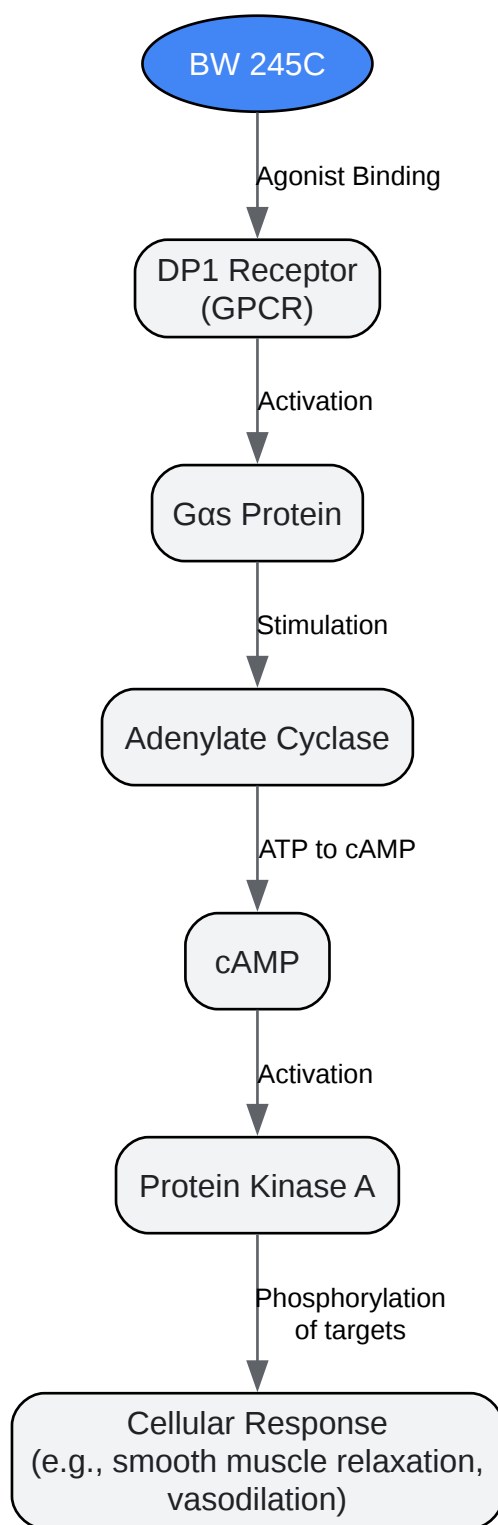 BW 245C
Agonist Binding
DP1 Receptor
(GPCR)
Activation
Gαs Protein
Stimulation
Adenylate Cyclase
ATP to cAMP
cAMP
Activation
Protein Kinase A
Phosphorylation
of targets
Cellular Response
(e.g., smooth muscle relaxation,
vasodilation)